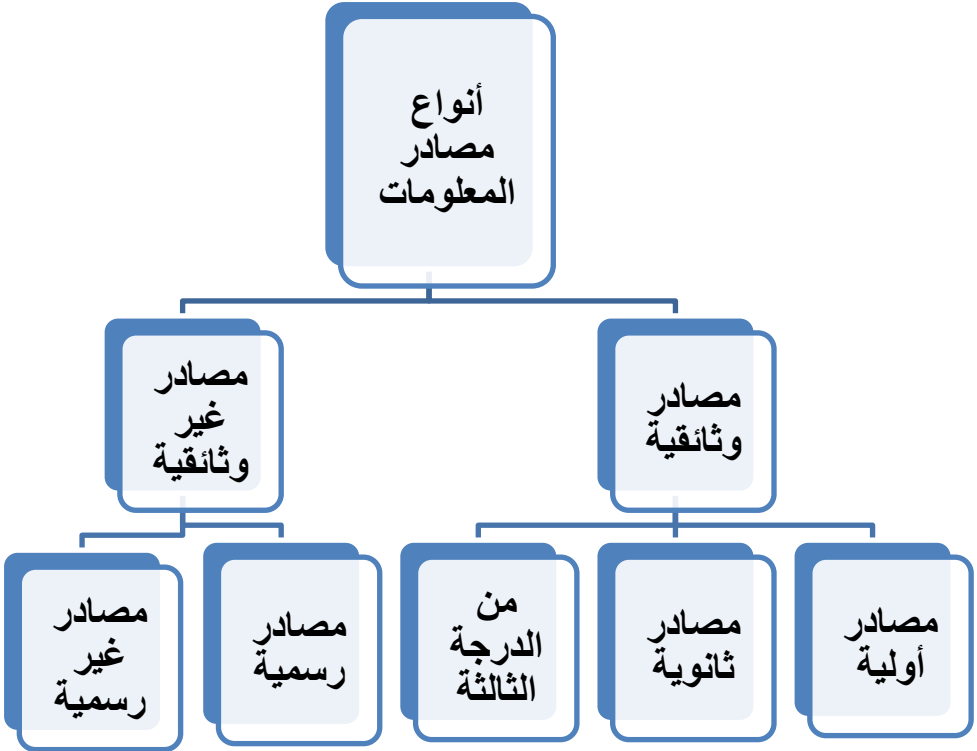 أنواع
مصادر
المعلومات
مصادر
وثائقية
مصادر
غير
وثائقية
مصادر
أولية
مصادر
ثانوية
من
الدرجة
الثالثة
مصادر
رسمية
مصادر
غير
رسمية